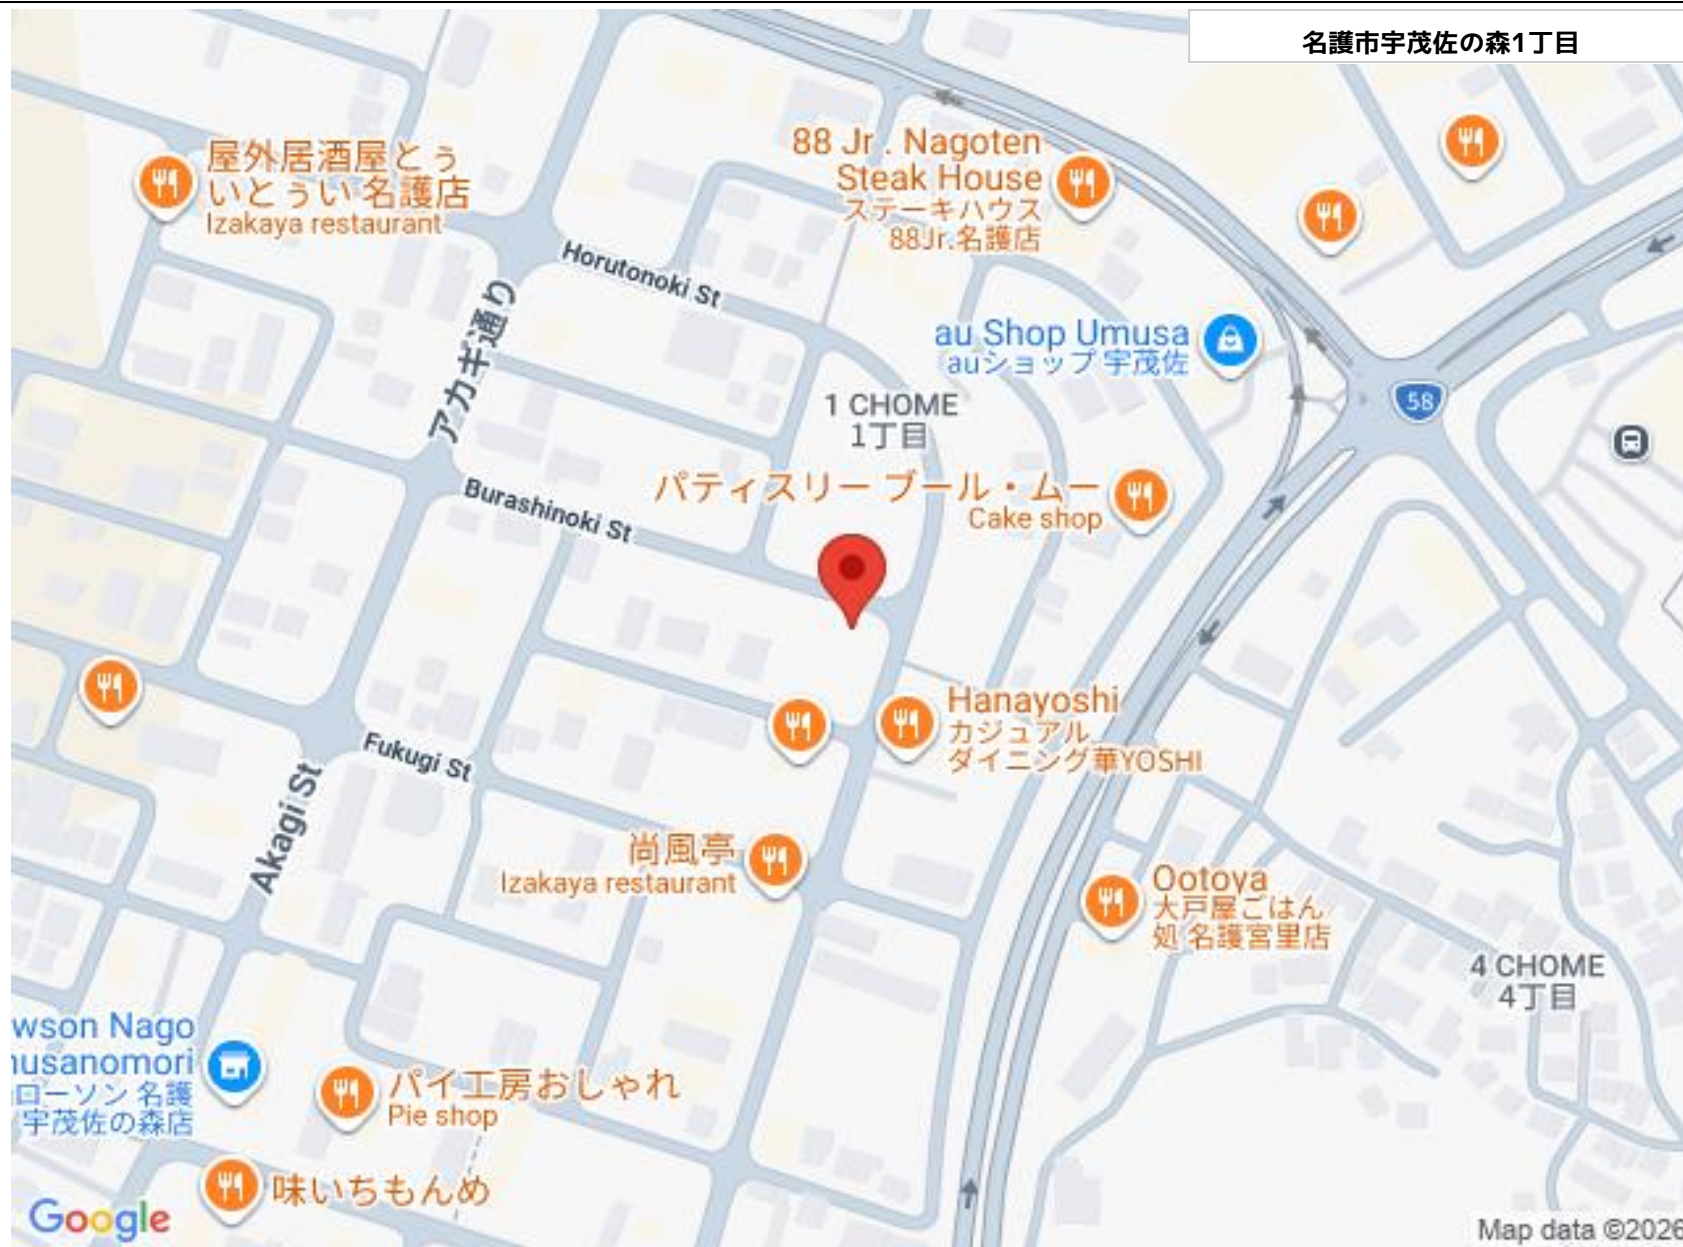 名護市宇茂佐の森1丁目
屋外居酒屋とぅ
いとぅい 名護店
Izakaya restaurant
88 Jr . Nagoten
Steak House
ステーキハウス
88Jr.名護店
Horutonoki St
アカギ通り
au Shop Umusa
auショップ 宇茂佐
1 CHOME
1丁目
58
パティスリー ブール・ムー
Cake shop
Burashinoki St
Hanayoshi
カジュアル
ダイニング華YOSHI
Fukugi St
Akagi St
尚風亭
Izakaya restaurant
Ootoya
大戸屋ごはん
処 名護宮里店
4 CHOME
4丁目
wson Nago
nusanomori
ローソン 名護
宇茂佐の森店
パイ工房おしゃれ
Pie shop
味いちもんめ
Google
Map data ©2026